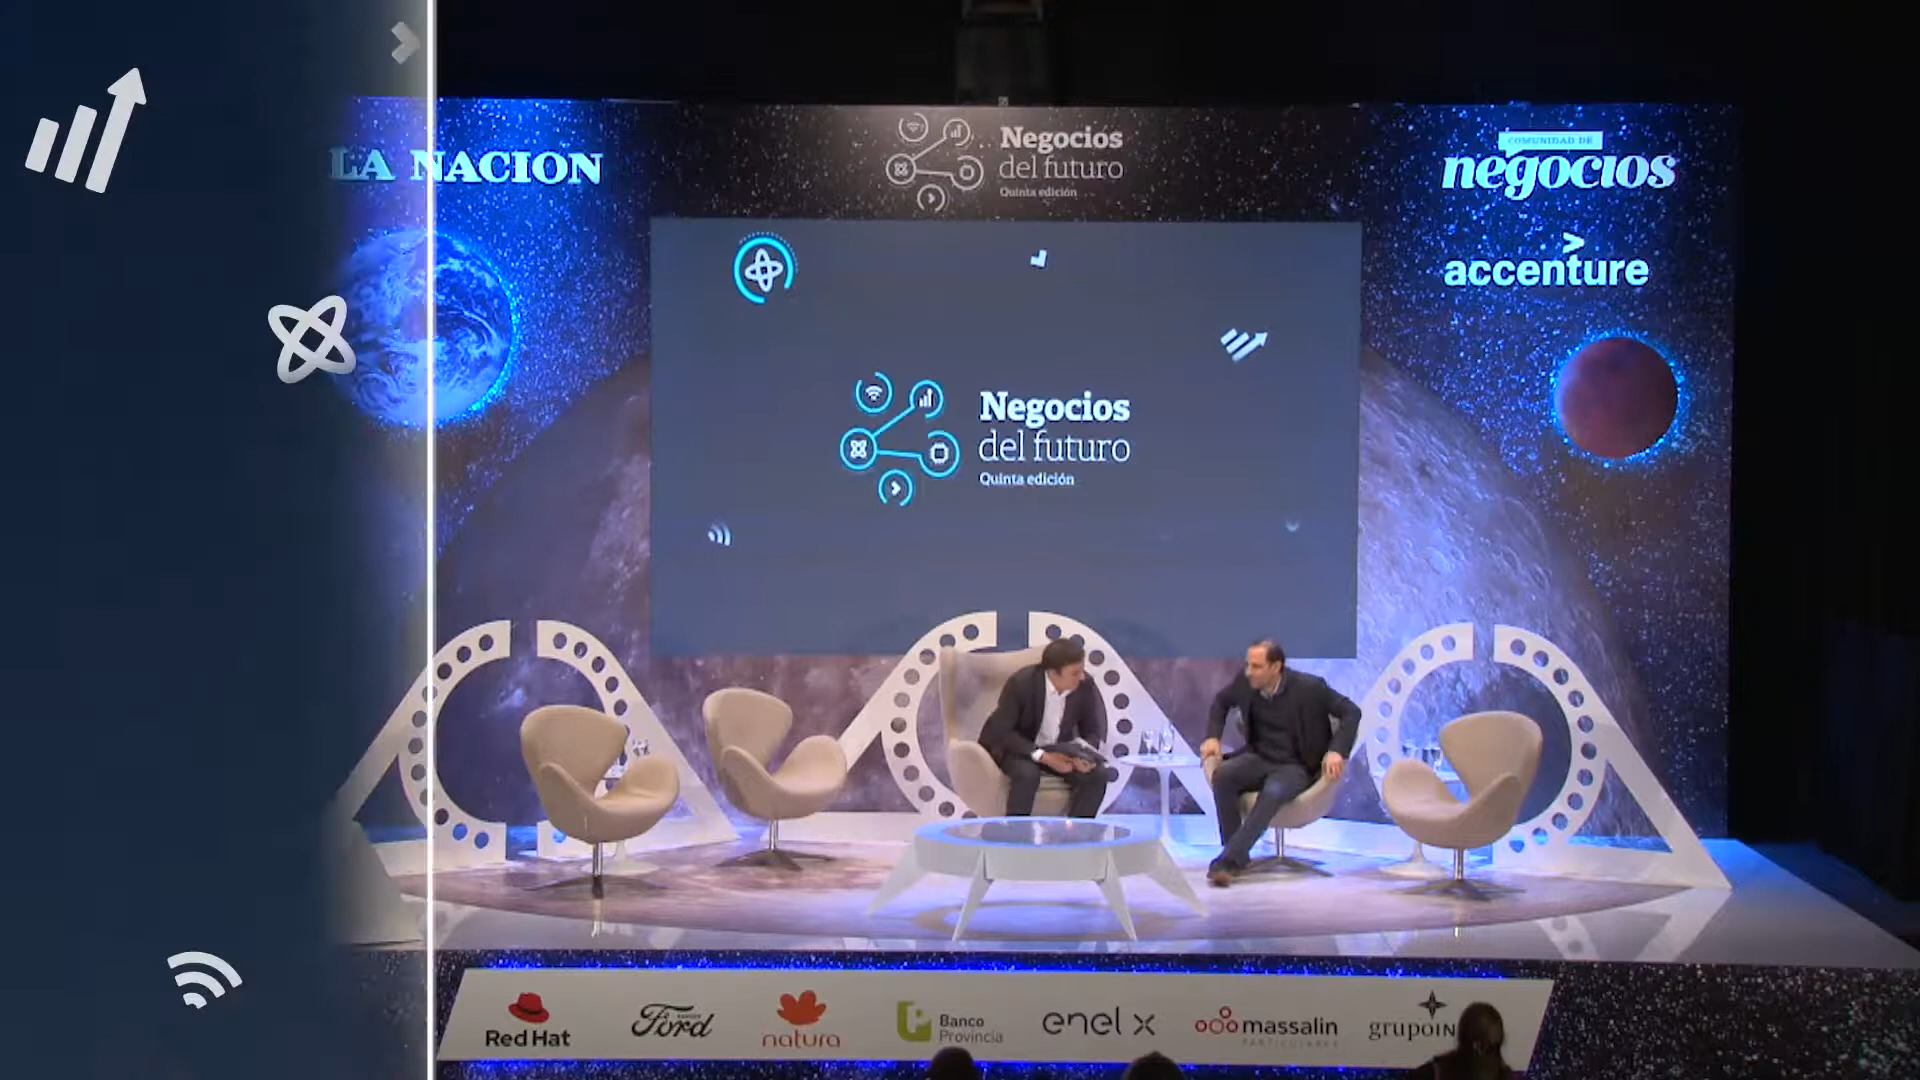 LA NACION
Negocios
del futuro
Quinta edición
COMUNIDAD DE
negocios
accenture
Negocios
del futuro
Quinta edición
Red Hat
Ford
natura
Banco
Provincia
enel x
massalin
PARTICULARES
grupoIN